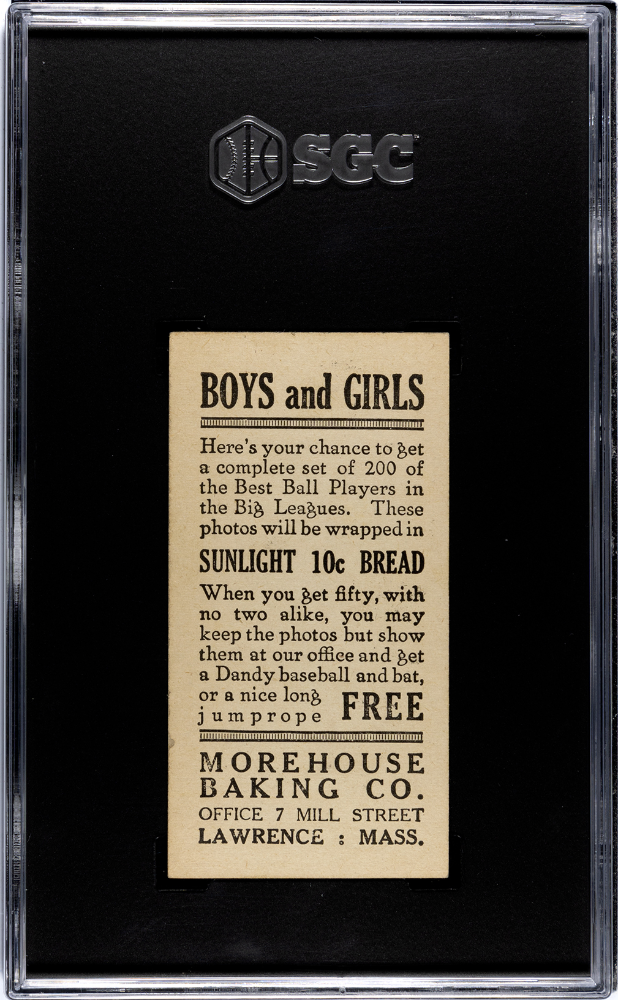 SGC
BOYS and GIRLS
Here's your chance to get
a complete set of 200 of
the Best Ball Players in
the Big Leagues. These
photos will be wrapped in
SUNLIGHT 10c BREAD
When you get fifty, with
no two alike, you may
keep the photos but show
them at our office and get
a Dandy baseball and bat,
or a nice long
jumprope FREE
MOREHOUSE
BAKING CO.
OFFICE 7 MILL STREET
LAWRENCE : MASS.